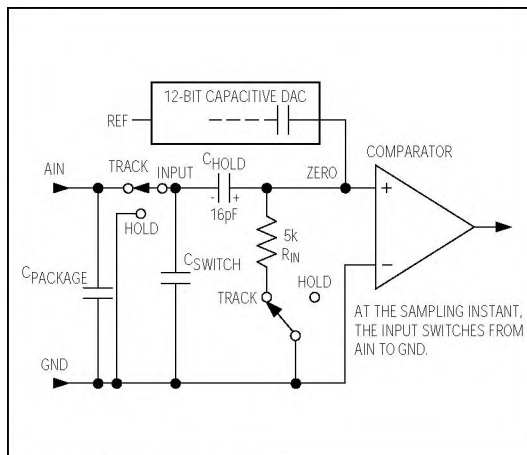 12-BIT CAPACITIVE DAC
REF
COMPARATOR
AIN
TRACK
INPUT
CHOLD
ZERO
- +
16pF
HOLD
5k
RIN
CPACKAGE
CSWITCH
HOLD
TRACK
+
−
AT THE SAMPLING INSTANT,
THE INPUT SWITCHES FROM
AIN TO GND.
GND